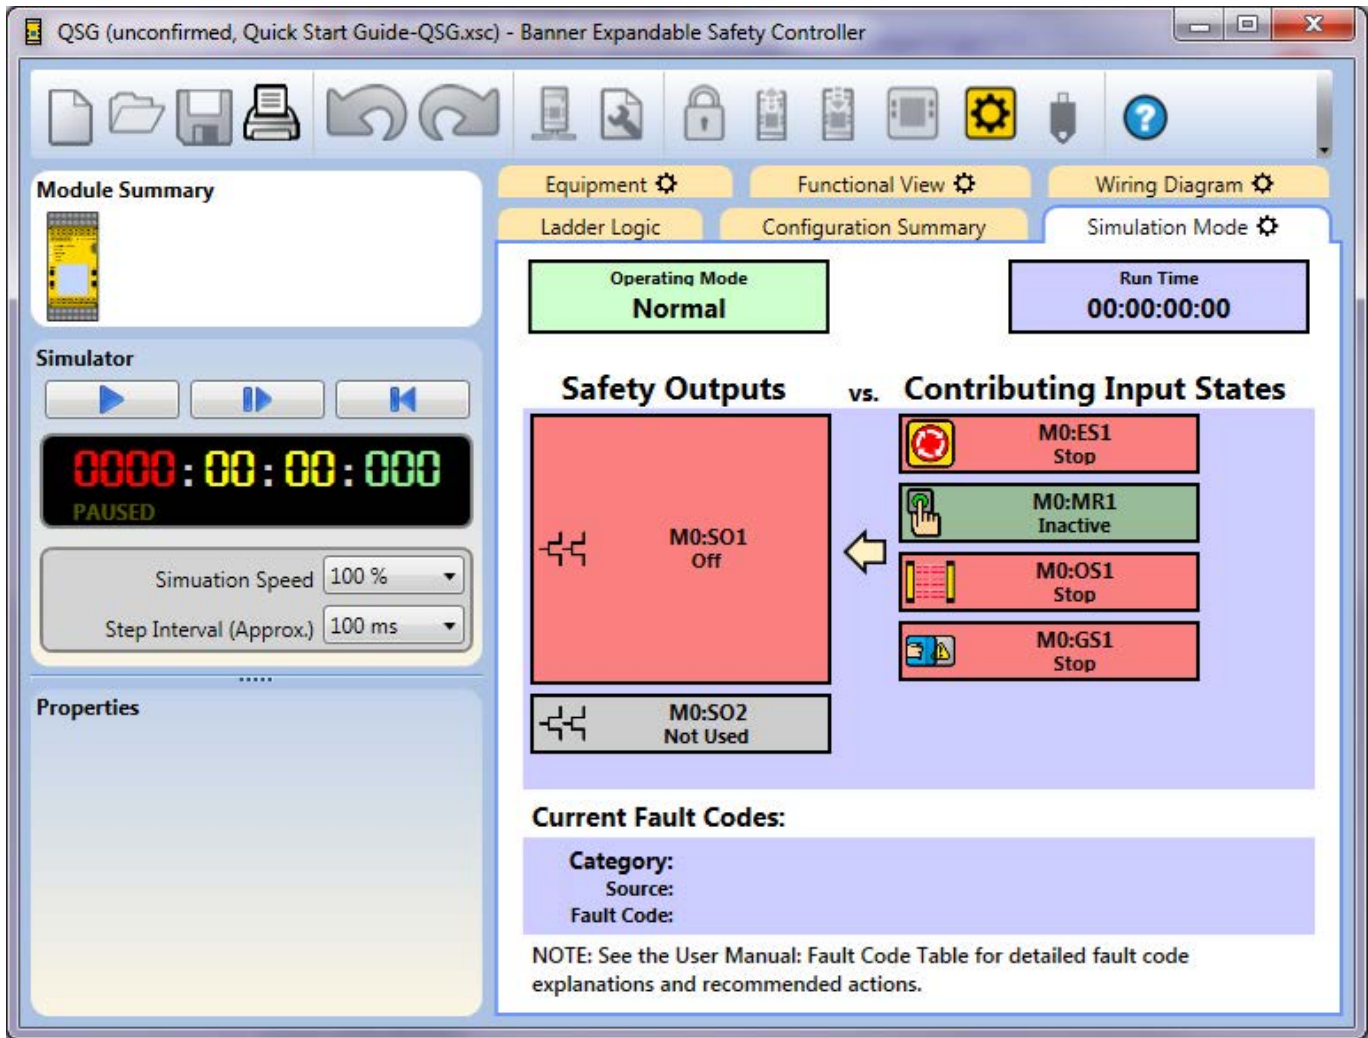 QSG (unconfirmed, Quick Start Guide-QSG.xsc) - Banner Expandable Safety Controller
Module Summary
Simulator
0000:00:00:000
PAUSED
Simuation Speed 100 %
Step Interval (Approx.) 100 ms
Properties
Equipment Functional View Wiring Diagram
Ladder Logic Configuration Summary Simulation Mode
Operating Mode
Normal
Run Time
00:00:00:00
Safety Outputs vs. Contributing Input States
M0:SO1
Off
M0:SO2
Not Used
M0:ES1
Stop
M0:MR1
Inactive
M0:OS1
Stop
M0:GS1
Stop
Current Fault Codes:
Category:
Source:
Fault Code:
NOTE: See the User Manual: Fault Code Table for detailed fault code
explanations and recommended actions.